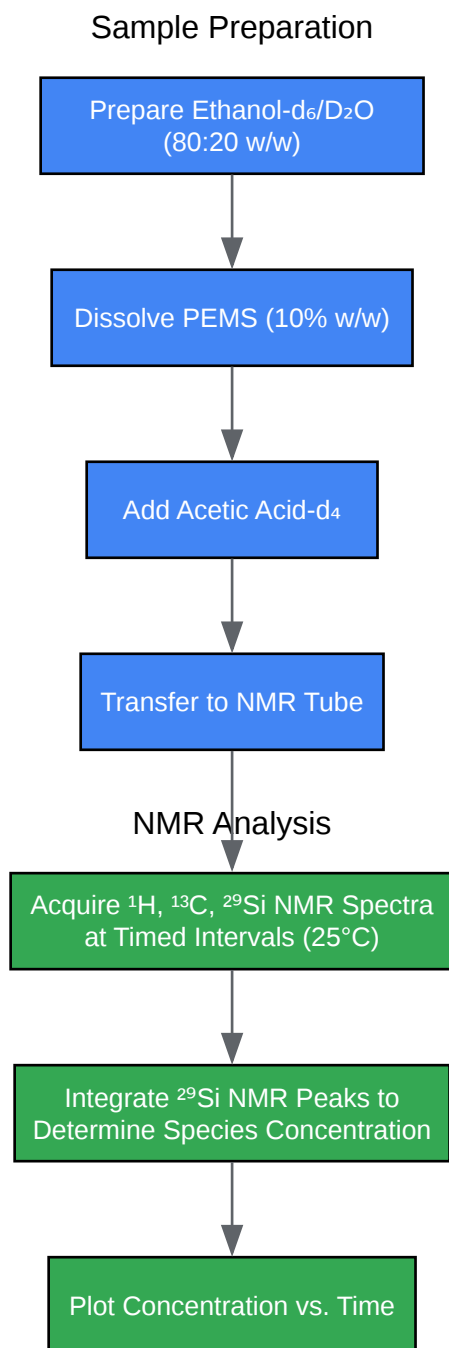 Sample Preparation
Prepare Ethanol-d₆/D₂O
(80:20 w/w)
Dissolve PEMS (10% w/w)
Add Acetic Acid-d₄
Transfer to NMR Tube
NMR Analysis
Acquire ¹H, ¹³C, ²⁹Si NMR Spectra
at Timed Intervals (25°C)
Integrate ²⁹Si NMR Peaks to
Determine Species Concentration
Plot Concentration vs. Time